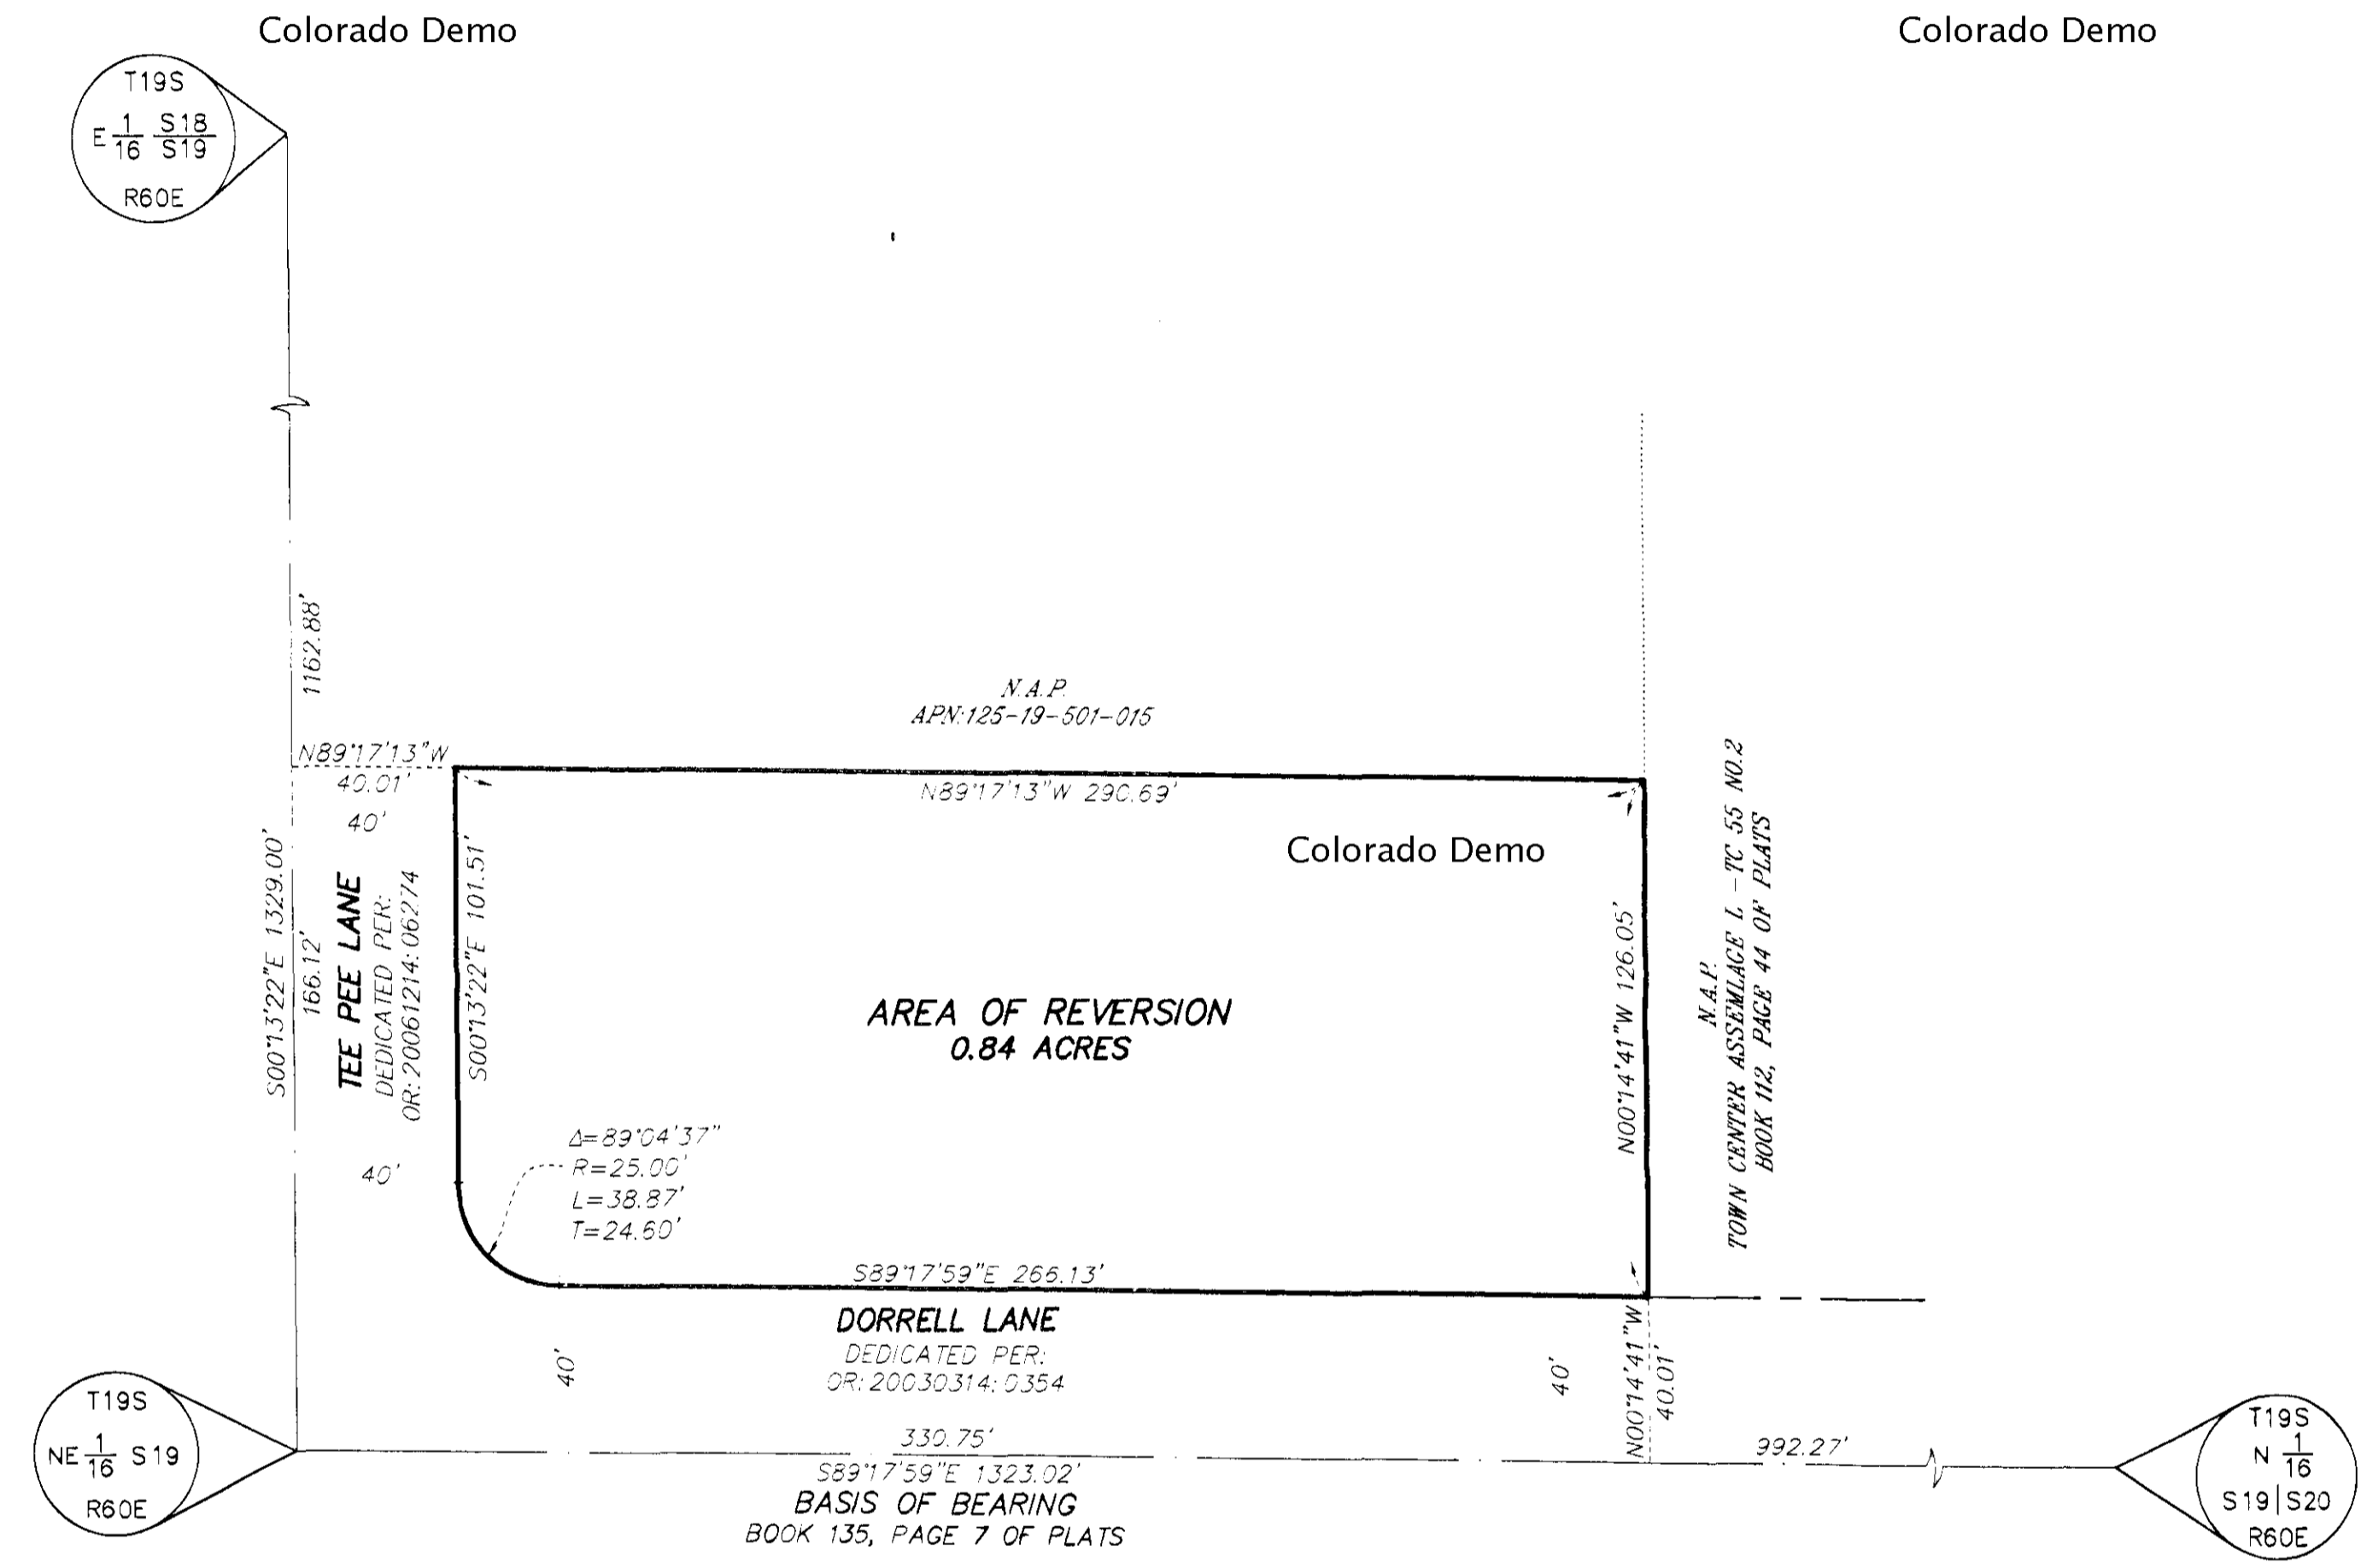 Colorado Demo
Colorado Demo
T19S
E 1/16 S18/S19
R60E
1162.88'
N.A.P.
APN:125-19-501-015
N89°17'13"W
40.01'
40'
N89°17'13"W 290.69'
Colorado Demo
S00°13'22"E 1329.00'
166.12'
TEE PEE LANE
DEDICATED PER:
OR:20061214:06274
S00°13'22"E 101.51'
AREA OF REVERSION
0.84 ACRES
N00°14'41"W 126.05'
N.A.P.
TOWN CENTER ASSEMLAGE L -TC 55 NO.2
BOOK 112, PAGE 44 OF PLATS
40'
Δ=89°04'37"
R=25.00'
L=38.87'
T=24.60'
S89°17'59"E 266.13'
DORRELL LANE
DEDICATED PER:
OR:20030314:0354
40'
40'
N00°14'41"W
40.01'
T19S
NE 1/16 S19
R60E
330.75'
992.27'
S89°17'59"E 1323.02'
BASIS OF BEARING
BOOK 135, PAGE 7 OF PLATS
T19S
N 1/16
S19|S20
R60E